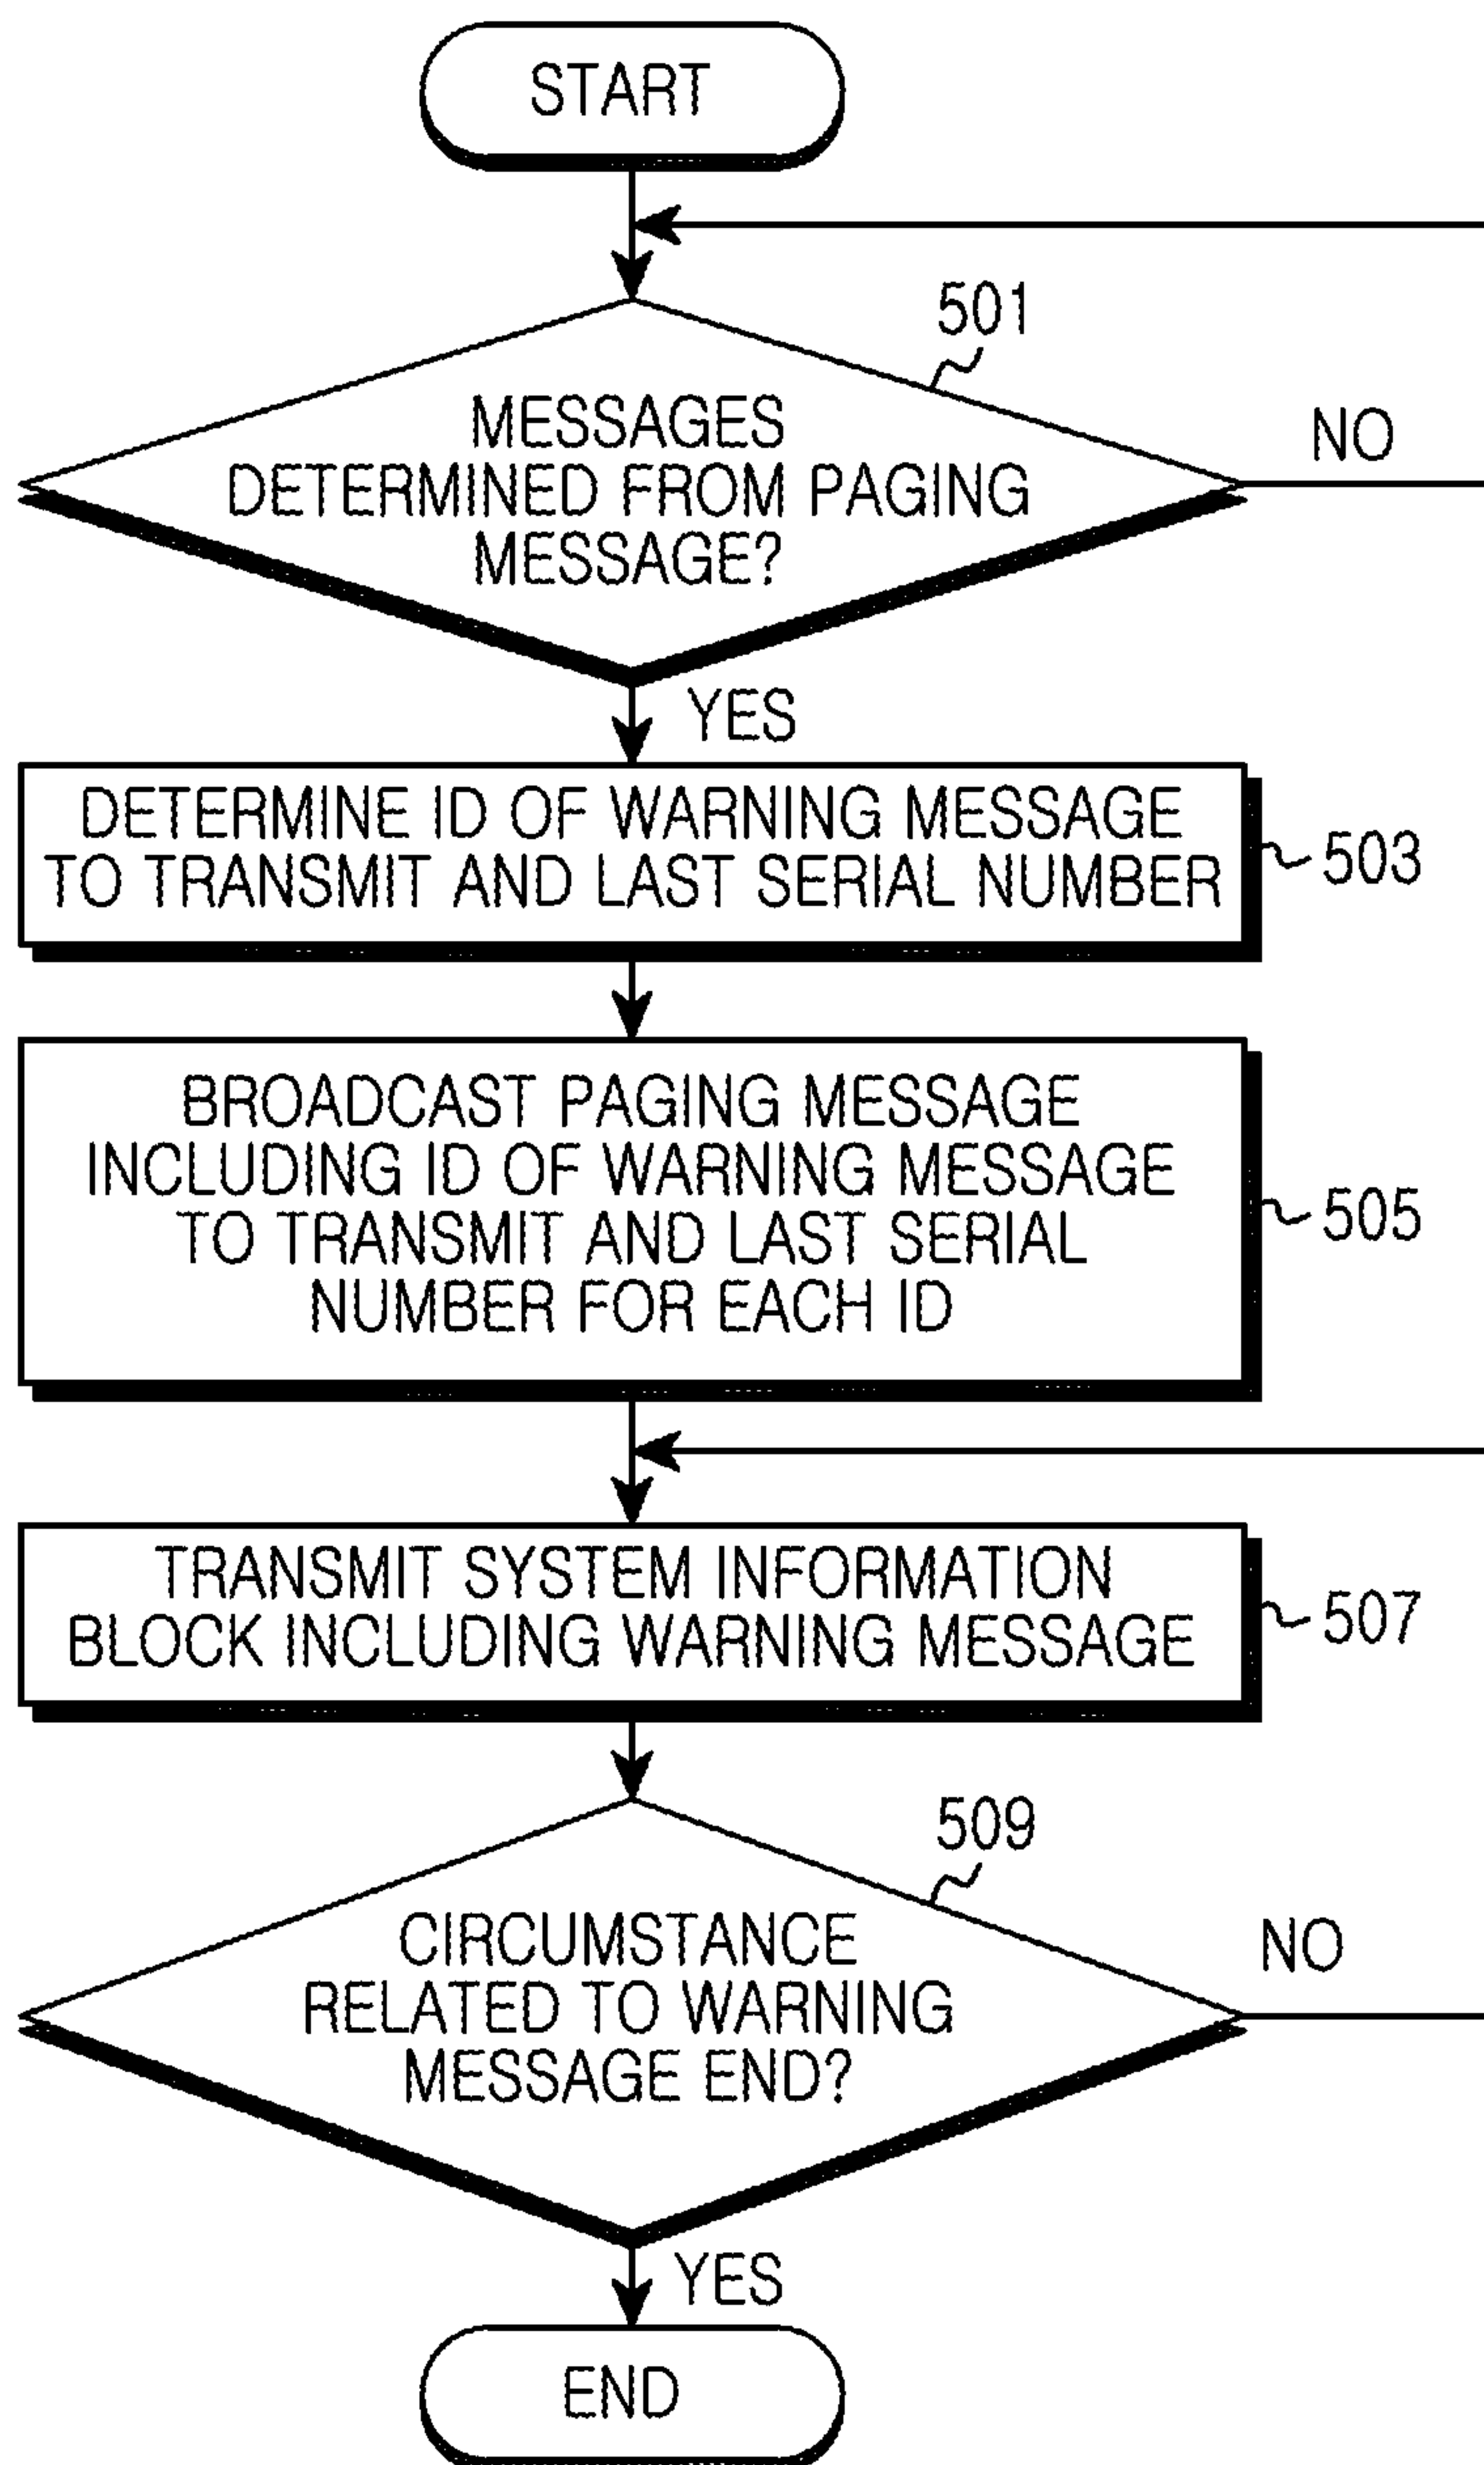 START
501
MESSAGES
DETERMINED FROM PAGING
MESSAGE?
NO
YES
DETERMINE ID OF WARNING MESSAGE
TO TRANSMIT AND LAST SERIAL NUMBER
503
BROADCAST PAGING MESSAGE
INCLUDING ID OF WARNING MESSAGE
TO TRANSMIT AND LAST SERIAL
NUMBER FOR EACH ID
505
TRANSMIT SYSTEM INFORMATION
BLOCK INCLUDING WARNING MESSAGE
507
509
CIRCUMSTANCE
RELATED TO WARNING
MESSAGE END?
NO
YES
END